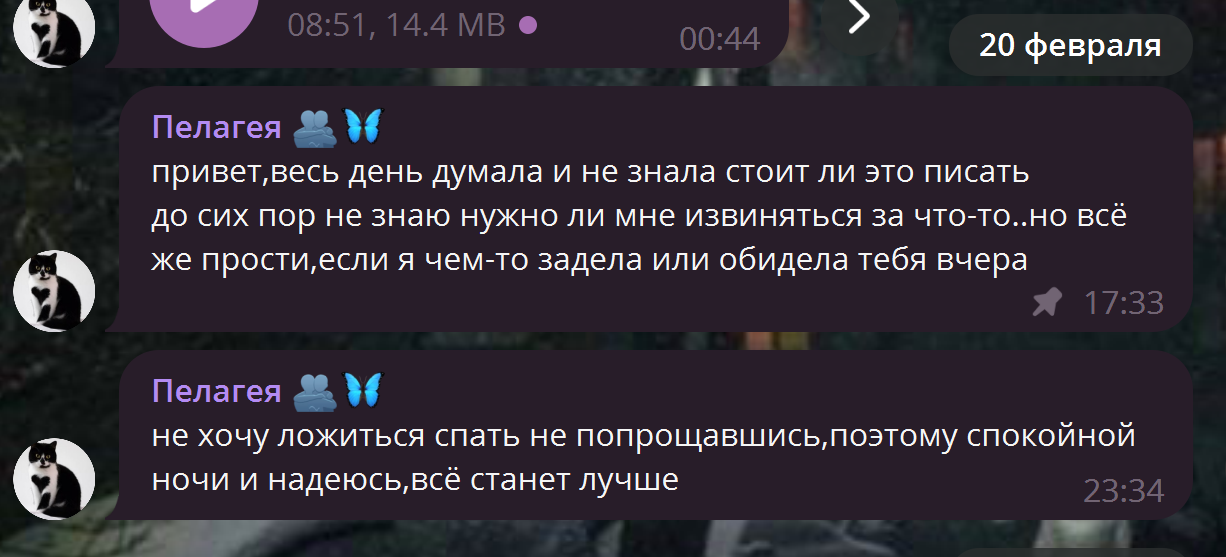 08:51, 14.4 MB
00:44
20 февраля
Пелагея
привет,весь день думала и не знала стоит ли это писать
до сих пор не знаю нужно ли мне извиняться за что-то..но всё
же прости,если я чем-то задела или обидела тебя вчера
17:33
Пелагея
не хочу ложиться спать не попрощавшись,поэтому спокойной
ночи и надеюсь,всё станет лучше
23:34